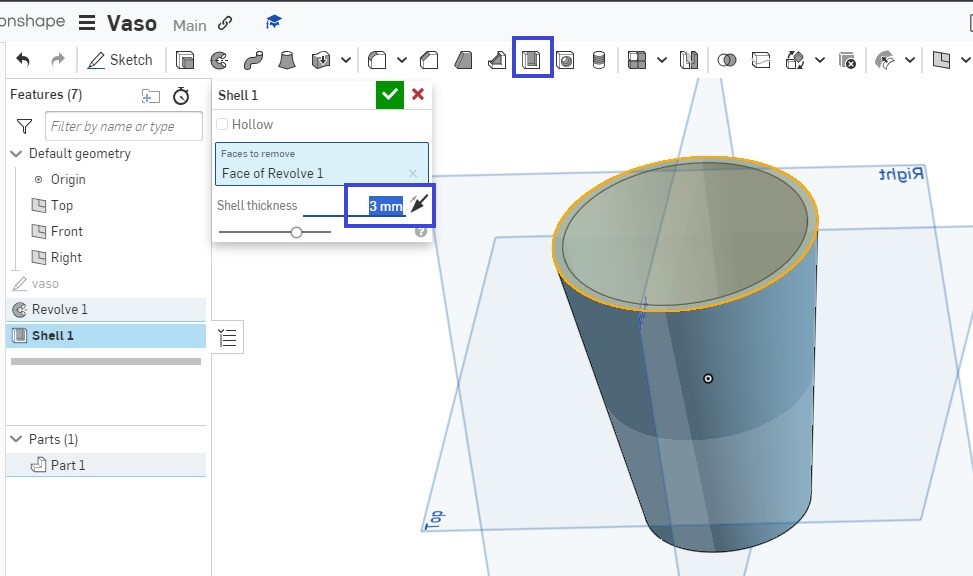 onshape Vaso Main
Sketch
Features (7)
Filter by name or type
Default geometry
Origin
Top
Front
Right
vaso
Revolve 1
Shell 1
Parts (1)
Part 1
Shell 1
Hollow
Faces to remove
Face of Revolve 1
Shell thickness 3 mm
Right
Top